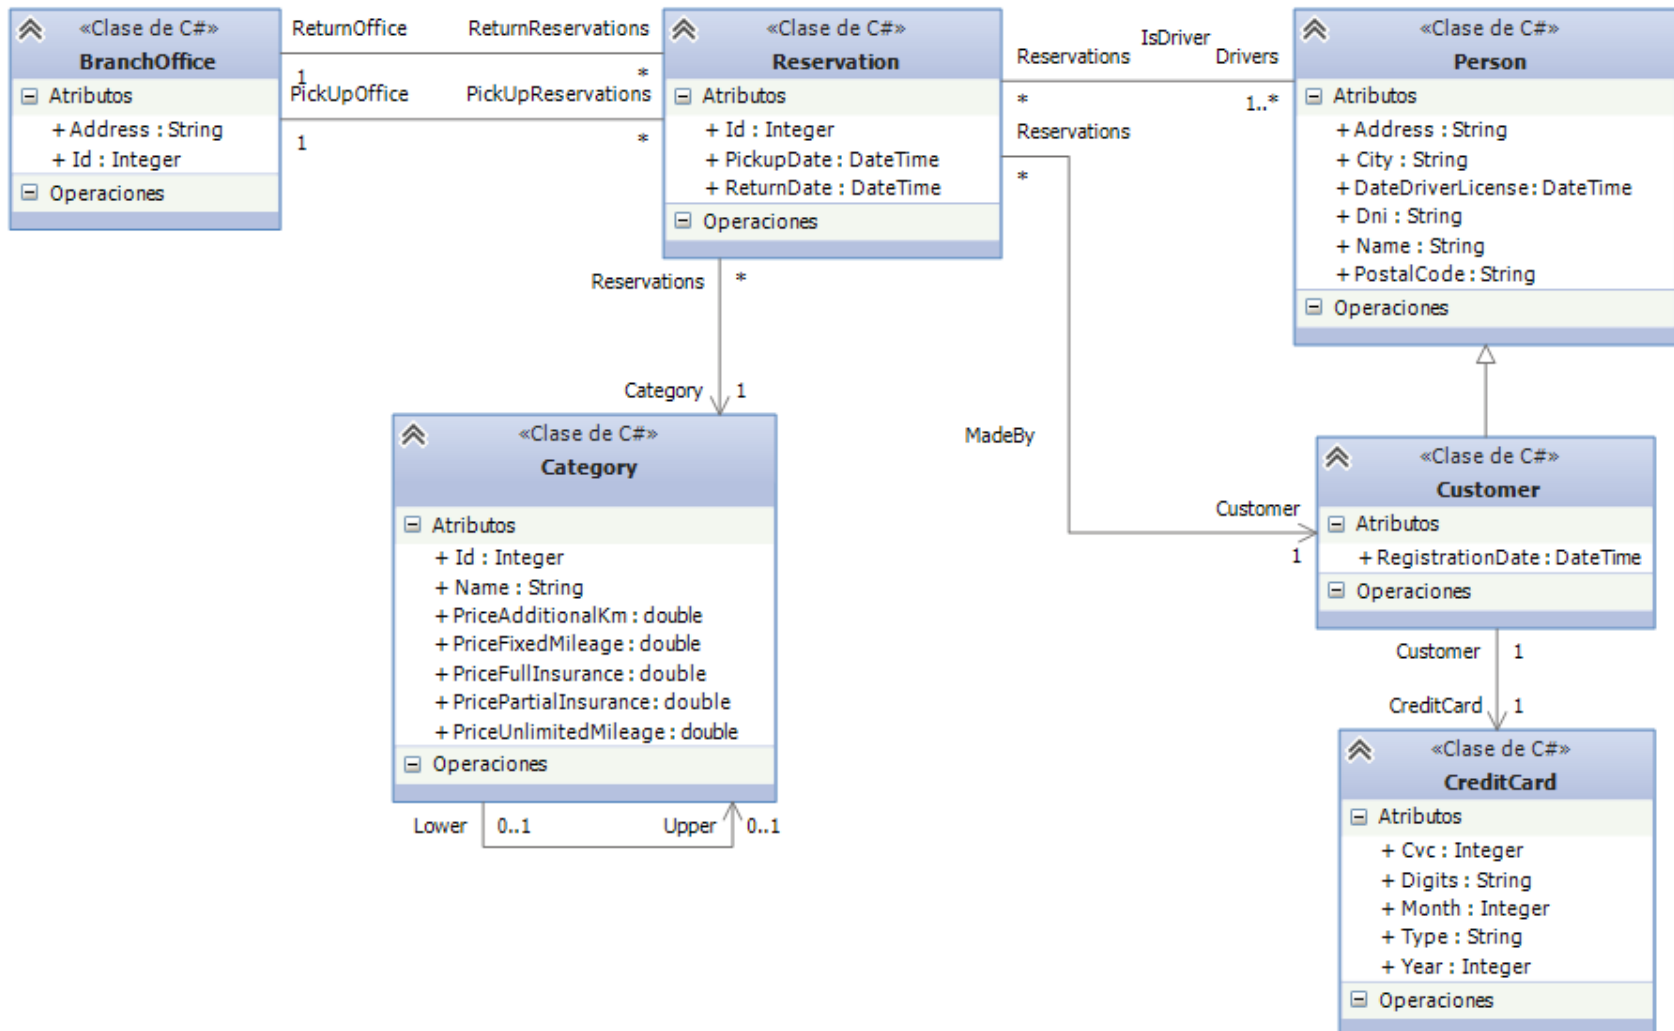 «Clase de C#»
BranchOffice
Atributos
+ Address : String
+ Id : Integer
Operaciones
ReturnOffice
ReturnReservations
1
*
PickUpOffice
PickUpReservations
1
*
«Clase de C#»
Reservation
Atributos
+ Id : Integer
+ PickupDate : DateTime
+ ReturnDate : DateTime
Operaciones
IsDriver
Reservations
Drivers
*
1..*
Reservations
*
«Clase de C#»
Person
Atributos
+ Address : String
+ City : String
+ DateDriverLicense : DateTime
+ Dni : String
+ Name : String
+ PostalCode : String
Operaciones
Reservations
*
Category
1
MadeBy
Customer
1
«Clase de C#»
Category
Atributos
+ Id : Integer
+ Name : String
+ PriceAdditionalKm : double
+ PriceFixedMileage : double
+ PriceFullInsurance : double
+ PricePartialInsurance : double
+ PriceUnlimitedMileage : double
Operaciones
Lower
0..1
Upper
0..1
«Clase de C#»
Customer
Atributos
+ RegistrationDate : DateTime
Operaciones
Customer
1
CreditCard
1
«Clase de C#»
CreditCard
Atributos
+ Cvc : Integer
+ Digits : String
+ Month : Integer
+ Type : String
+ Year : Integer
Operaciones